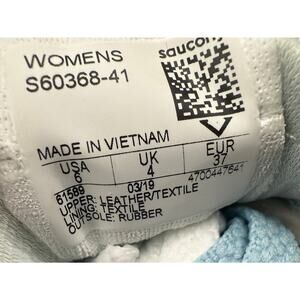 WOMENS saucony
S60368-41
MADE IN VIETNAM
USA UK EUR
6 4 37
61589 03/19 4700447641
UPPER: LEATHER/TEXTILE
LINING: TEXTILE
OUTSOLE: RUBBER